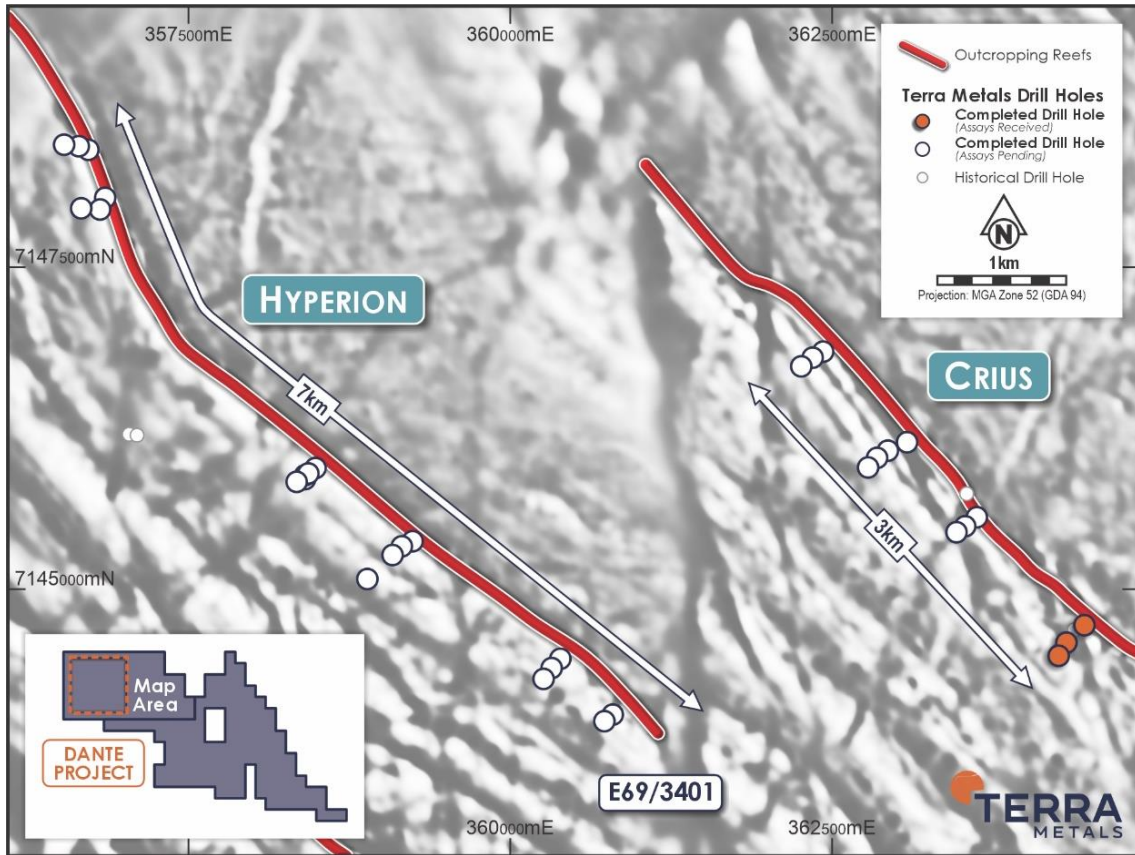 357500mE
360000mE
362500mE
Outcropping Reefs
Terra Metals Drill Holes
Completed Drill Hole
(Assays Received)
Completed Drill Hole
(Assays Pending)
Historical Drill Hole
N
1km
Projection: MGA Zone 52 (GDA 94)
7147500mN
HYPERION
CRIUS
7km
3km
7145000mN
Map
Area
DANTE
PROJECT
E69/3401
360000mE
362500mE
TERRA
METALS